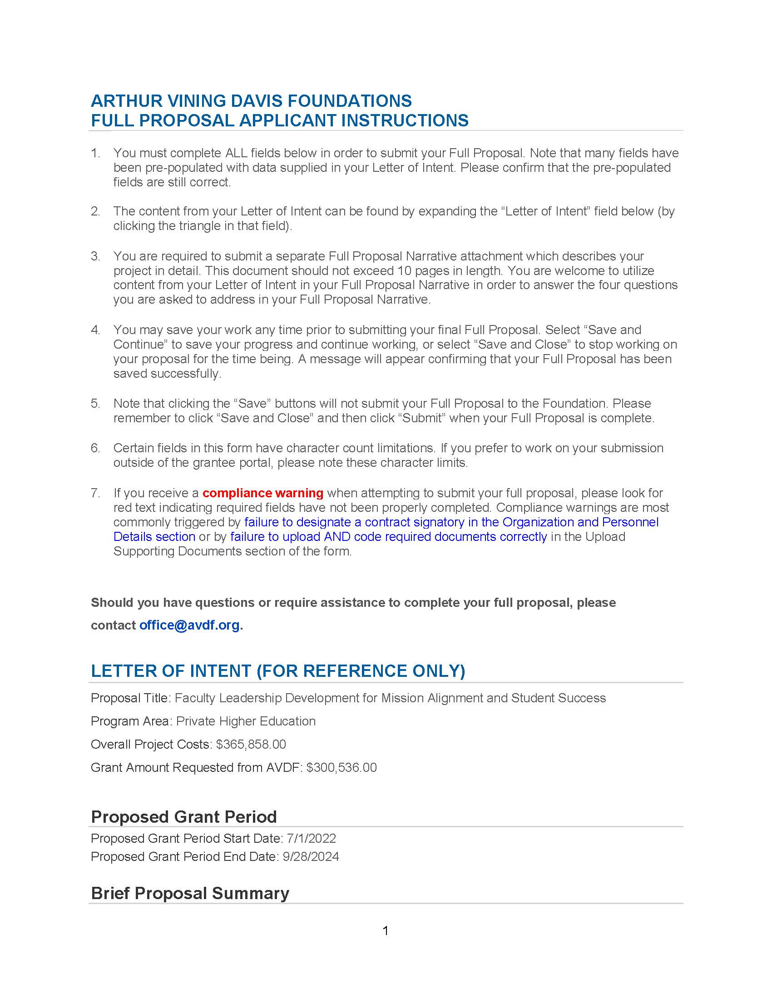 ARTHUR VINING DAVIS FOUNDATIONS
FULL PROPOSAL APPLICANT INSTRUCTIONS
1. You must complete ALL fields below in order to submit your Full Proposal. Note that many fields have
been pre-populated with data supplied in your Letter of Intent. Please confirm that the pre-populated
fields are still correct.
2. The content from your Letter of Intent can be found by expanding the “Letter of Intent” field below (by
clicking the triangle in that field).
3. You are required to submit a separate Full Proposal Narrative attachment which describes your
project in detail. This document should not exceed 10 pages in length. You are welcome to utilize
content from your Letter of Intent in your Full Proposal Narrative in order to answer the four questions
you are asked to address in your Full Proposal Narrative.
4. You may save your work any time prior to submitting your final Full Proposal. Select “Save and
Continue” to save your progress and continue working, or select “Save and Close” to stop working on
your proposal for the time being. A message will appear confirming that your Full Proposal has been
saved successfully.
5. Note that clicking the “Save” buttons will not submit your Full Proposal to the Foundation. Please
remember to click “Save and Close” and then click “Submit” when your Full Proposal is complete.
6. Certain fields in this form have character count limitations. If you prefer to work on your submission
outside of the grantee portal, please note these character limits.
7. If you receive a compliance warning when attempting to submit your full proposal, please look for
red text indicating required fields have not been properly completed. Compliance warnings are most
commonly triggered by failure to designate a contract signatory in the Organization and Personnel
Details section or by failure to upload AND code required documents correctly in the Upload
Supporting Documents section of the form.
Should you have questions or require assistance to complete your full proposal, please
contact office@avdf.org.
LETTER OF INTENT (FOR REFERENCE ONLY)
Proposal Title: Faculty Leadership Development for Mission Alignment and Student Success
Program Area: Private Higher Education
Overall Project Costs: $365,858.00
Grant Amount Requested from AVDF: $300,536.00
Proposed Grant Period
Proposed Grant Period Start Date: 7/1/2022
Proposed Grant Period End Date: 9/28/2024
Brief Proposal Summary
1